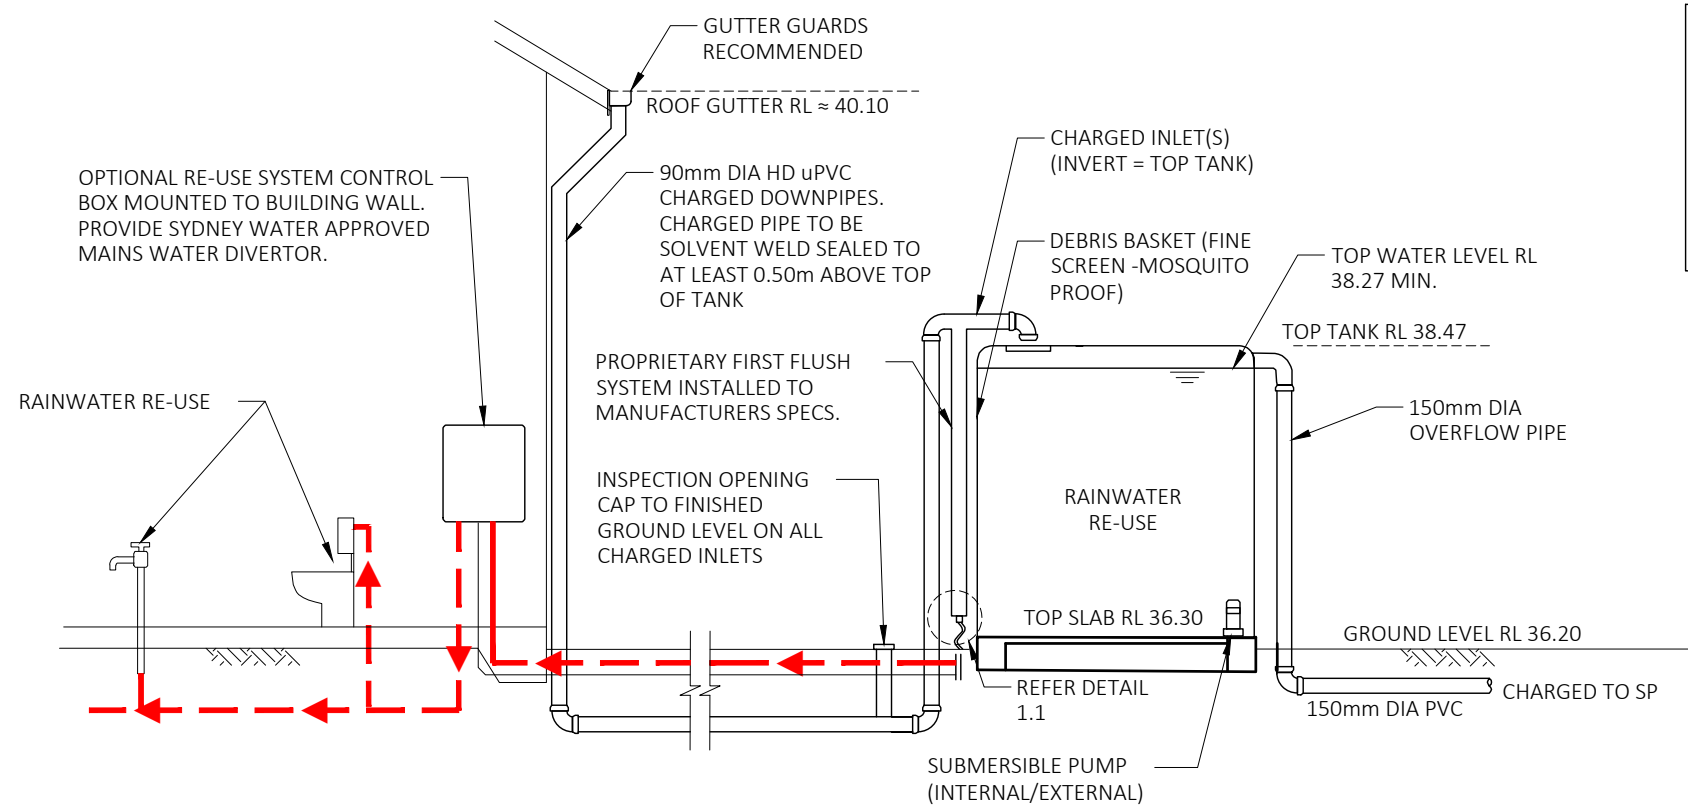 GUTTER GUARDS
RECOMMENDED
ROOF GUTTER RL ≈ 40.10
CHARGED INLET(S)
(INVERT = TOP TANK)
OPTIONAL RE-USE SYSTEM CONTROL
BOX MOUNTED TO BUILDING WALL.
PROVIDE SYDNEY WATER APPROVED
MAINS WATER DIVERTOR.
90mm DIA HD uPVC
CHARGED DOWNPIPES.
CHARGED PIPE TO BE
SOLVENT WELD SEALED TO
AT LEAST 0.50m ABOVE TOP
OF TANK
DEBRIS BASKET (FINE
SCREEN -MOSQUITO
PROOF)
TOP WATER LEVEL RL
38.27 MIN.
TOP TANK RL 38.47
PROPRIETARY FIRST FLUSH
SYSTEM INSTALLED TO
MANUFACTURERS SPECS.
RAINWATER RE-USE
150mm DIA
OVERFLOW PIPE
INSPECTION OPENING
CAP TO FINISHED
GROUND LEVEL ON ALL
CHARGED INLETS
RAINWATER
RE-USE
TOP SLAB RL 36.30
GROUND LEVEL RL 36.20
REFER DETAIL
1.1
CHARGED TO SP
150mm DIA PVC
SUBMERSIBLE PUMP
(INTERNAL/EXTERNAL)